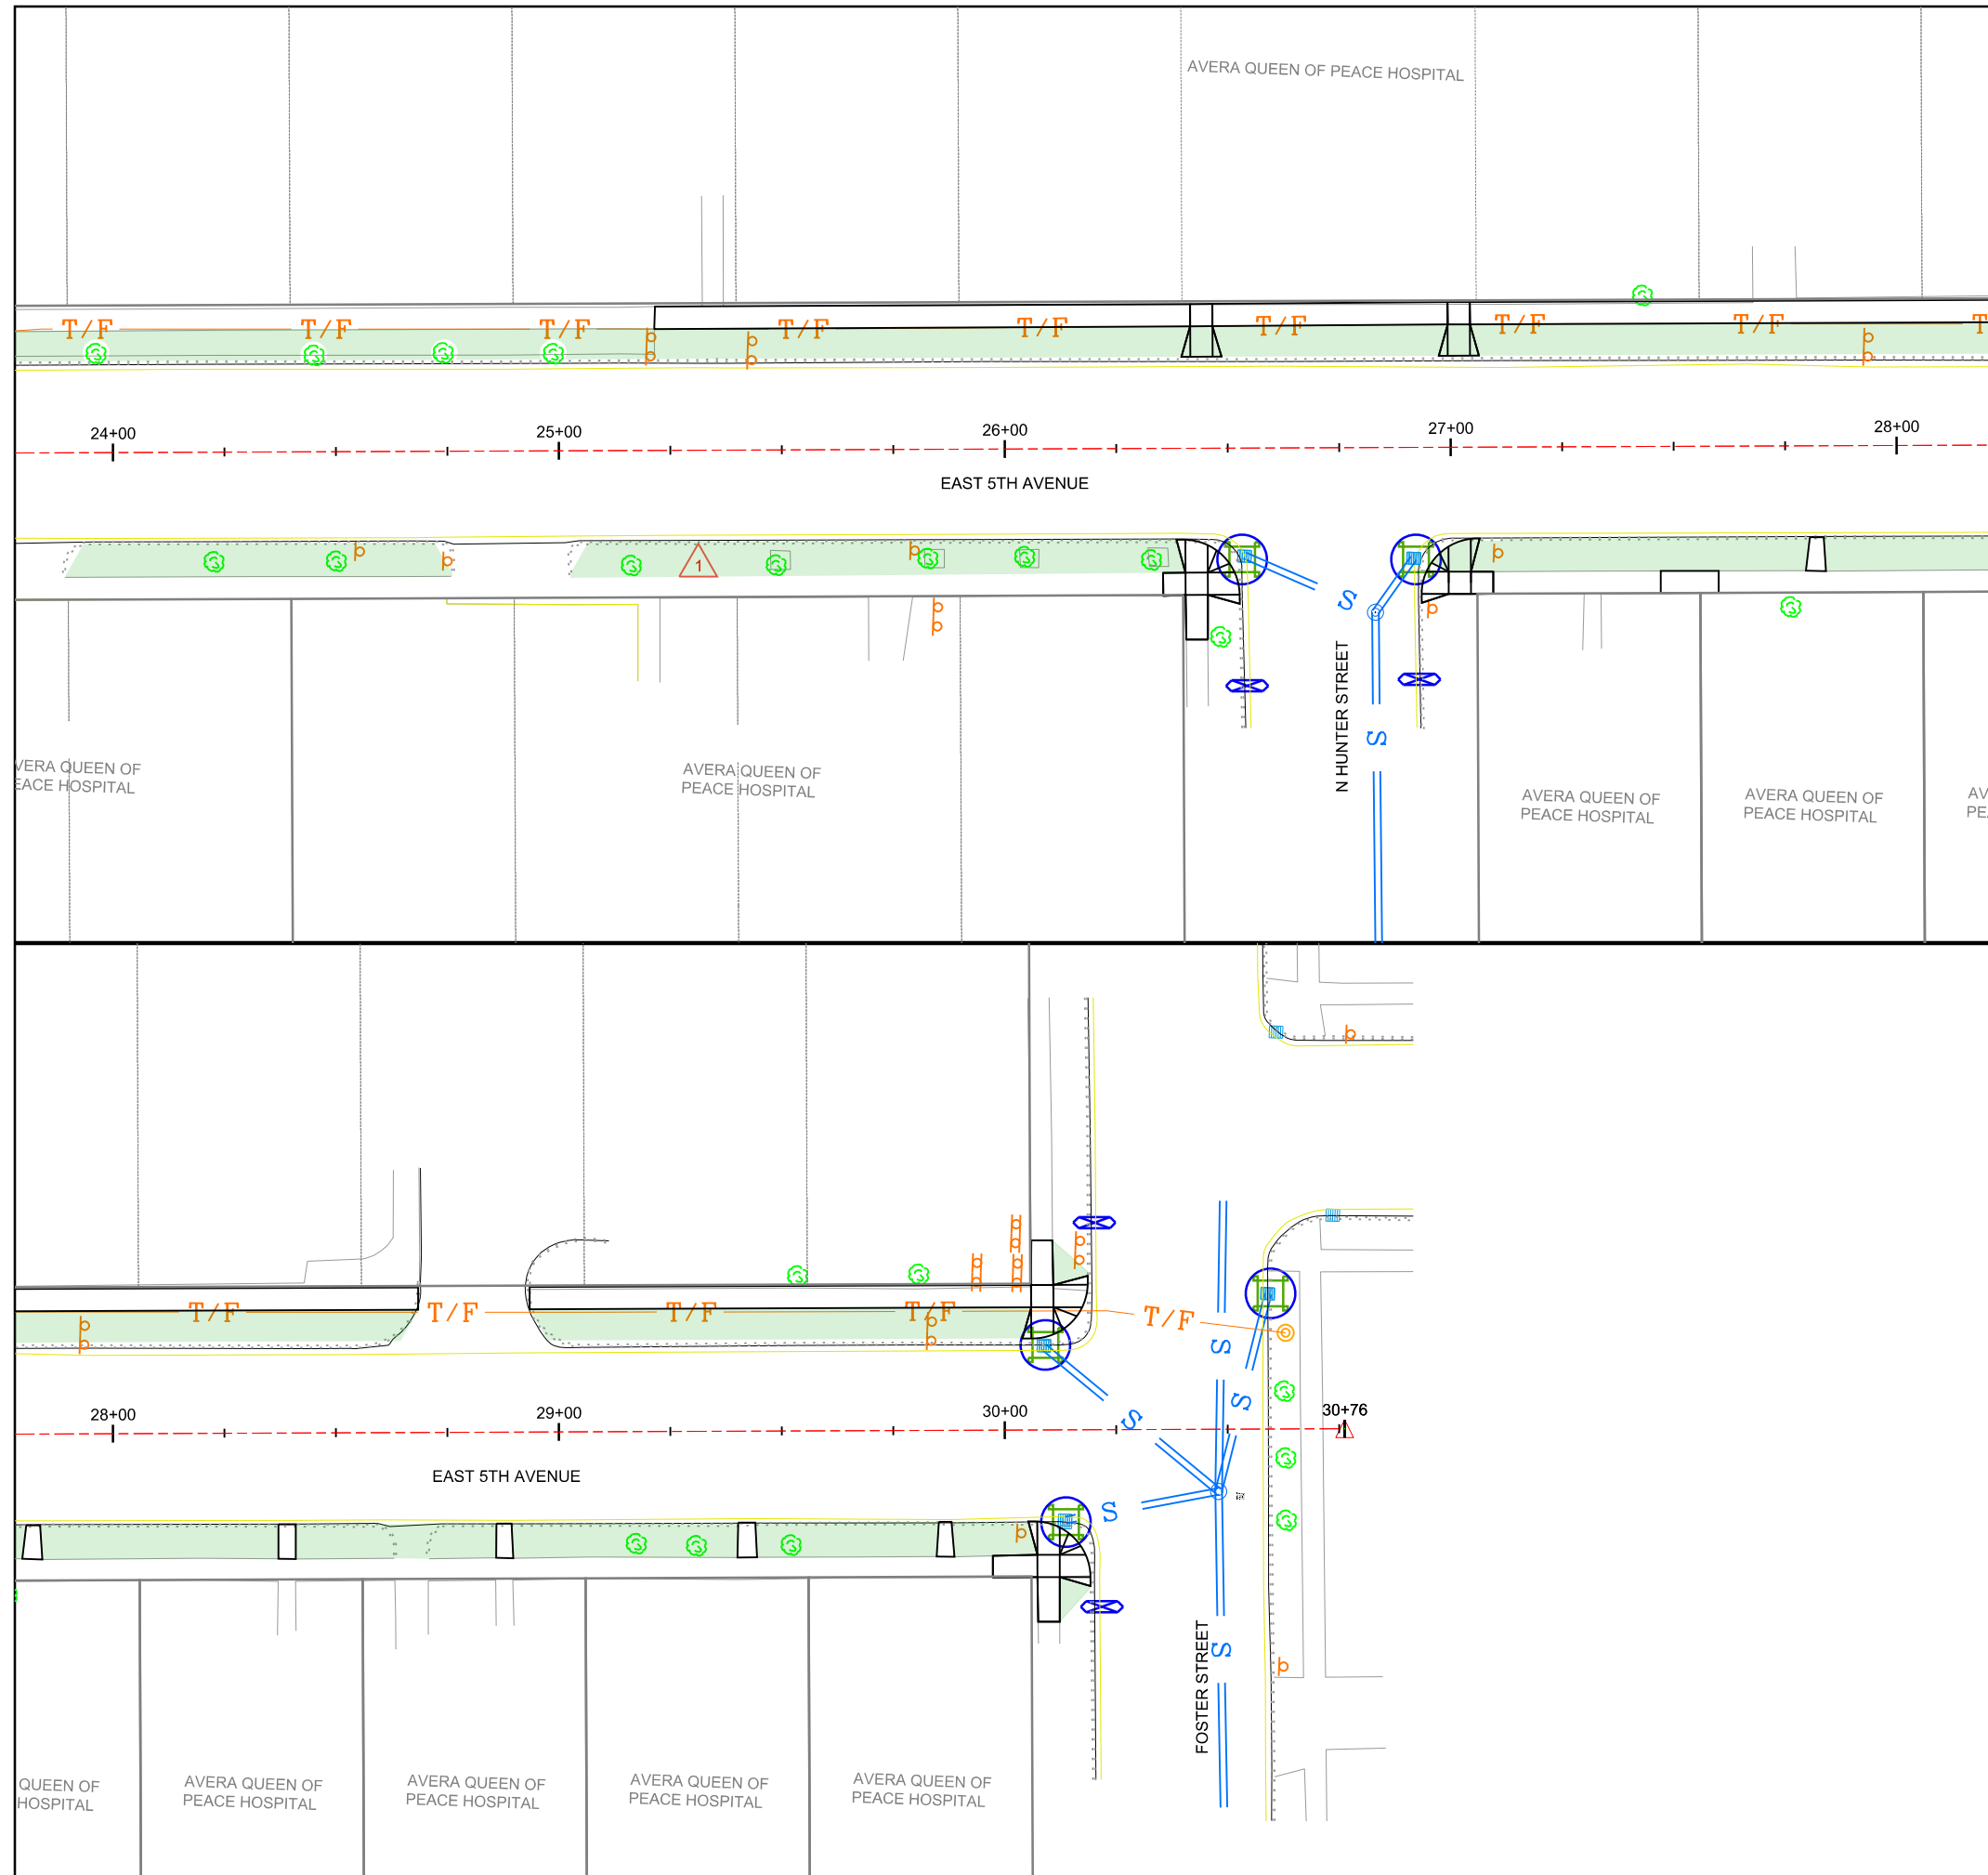 AVERA QUEEN OF PEACE HOSPITAL
T/F T/F T/F T/F T/F T/F T/F T/F T
24+00 25+00 26+00 27+00 28+00
EAST 5TH AVENUE
1
S
N HUNTER STREET
S
VERA QUEEN OF
EACE HOSPITAL
AVERA QUEEN OF
PEACE HOSPITAL
AVERA QUEEN OF
PEACE HOSPITAL
AVERA QUEEN OF
PEACE HOSPITAL
AV
PE
T/F T/F T/F T/F T/F
S
S
S
28+00 29+00 30+00 30+76
EAST 5TH AVENUE
S
FOSTER STREET
S
QUEEN OF
HOSPITAL
AVERA QUEEN OF
PEACE HOSPITAL
AVERA QUEEN OF
PEACE HOSPITAL
AVERA QUEEN OF
PEACE HOSPITAL
AVERA QUEEN OF
PEACE HOSPITAL